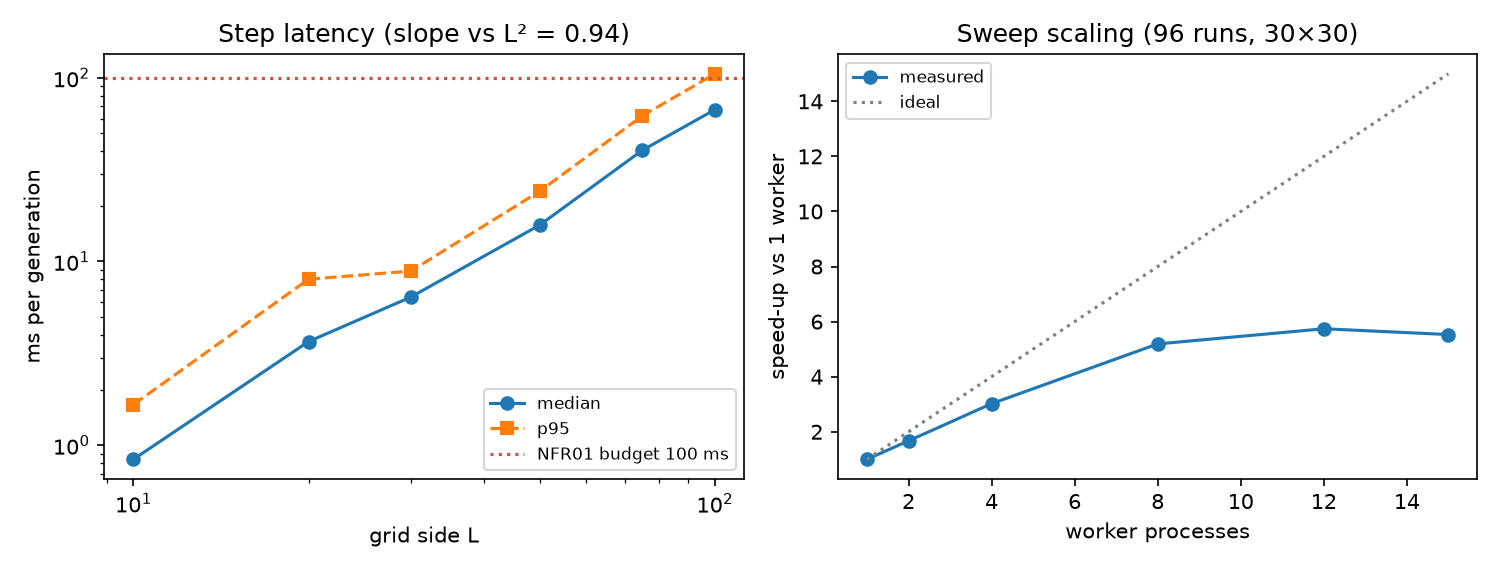 Step latency (slope vs L² = 0.94)
ms per generation
10²
10¹
10⁰
median
p95
NFR01 budget 100 ms
10¹
10²
grid side L
Sweep scaling (96 runs, 30×30)
speed-up vs 1 worker
measured
ideal
14
12
10
8
6
4
2
2 4 6 8 10 12 14
worker processes